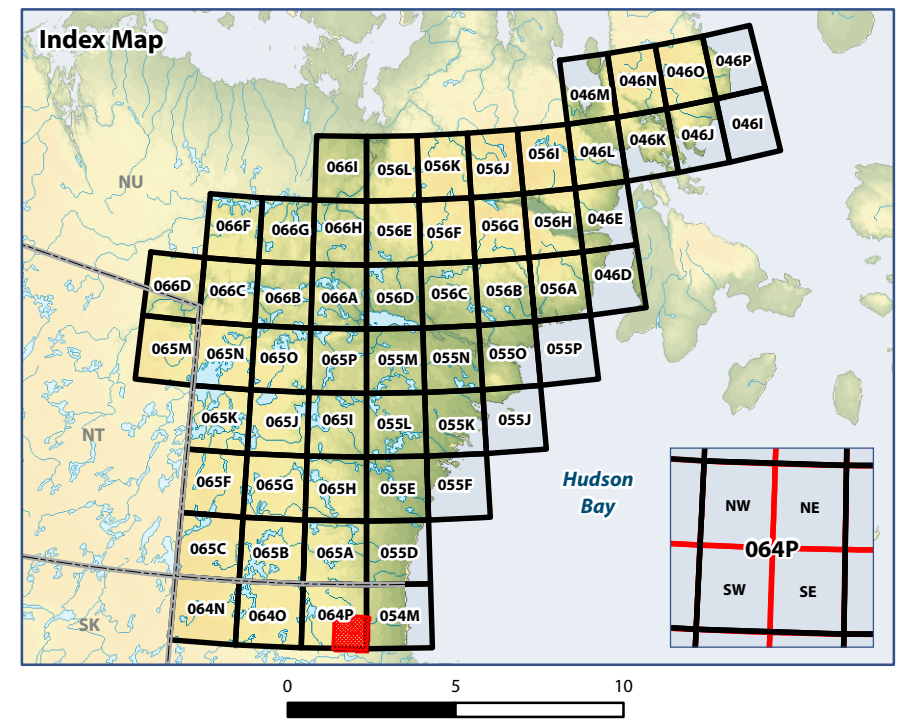 Index Map
046M 046N 046O 046P
066I 056L 056K 056J 056I 046L 046K 046J 046I
NU
066F 066G 066H 056E 056F 056G 056H 046E
066D 066C 066B 066A 056D 056C 056B 056A 046D
065M 065N 065O 065P 055M 055N 055O 055P
NT
065K 065J 065I 055L 055K 055J
065F 065G 065H 055E 055F
Hudson
Bay
065C 065B 065A 055D
SK
064N 064O 064P 054M
NW NE
064P
SW SE
0 5 10